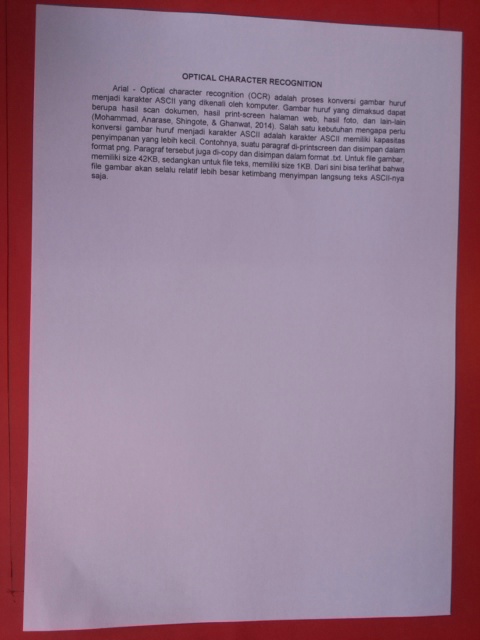 OPTICAL CHARACTER RECOGNITION
Arial - Optical character recognition (OCR) adalah proses konversi gambar huruf
menjadi karakter ASCII yang dikenali oleh komputer. Gambar huruf yang dimaksud dapat
berupa hasil scan dokumen, hasil print-screen halaman web, hasil foto, dan lain-lain
(Mohammad, Anarase, Shingote, & Ghanwat, 2014). Salah satu kebutuhan mengapa perlu
konversi gambar huruf menjadi karakter ASCII adalah karakter ASCII memiliki kapasitas
penyimpanan yang lebih kecil. Contohnya, suatu paragraf di-printscreen dan disimpan dalam
format png. Paragraf tersebut juga di-copy dan disimpan dalam format .txt. Untuk file gambar,
memiliki size 42KB, sedangkan untuk file teks, memiliki size 1KB. Dari sini bisa terlihat bahwa
file gambar akan selalu relatif lebih besar ketimbang menyimpan langsung teks ASCII-nya
saja.